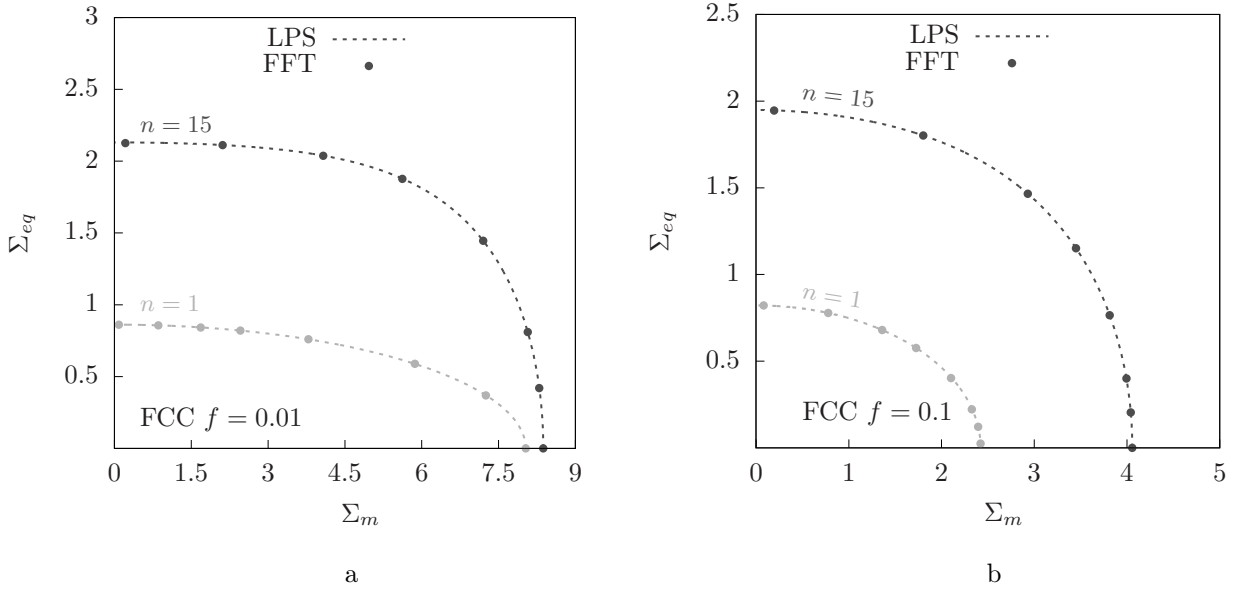 3
2.5
2
1.5
1
0.5
Σeq
LPS
FFT
n = 15
n = 1
FCC f = 0.01
0 1.5 3 4.5 6 7.5 9
Σm
a
2.5
2
1.5
1
0.5
Σeq
LPS
FFT
n = 15
n = 1
FCC f = 0.1
0 1 2 3 4 5
Σm
b